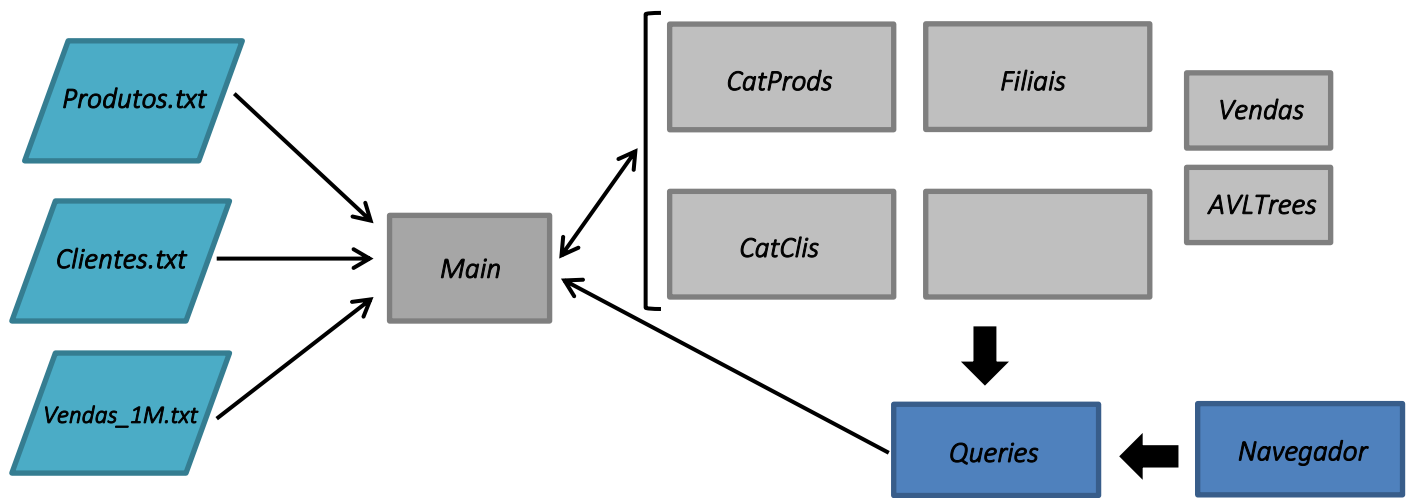 Produtos.txt
Clientes.txt
Vendas_1M.txt
Main
CatProds
Filiais
Vendas
AVLTrees
CatClis
Queries
Navegador